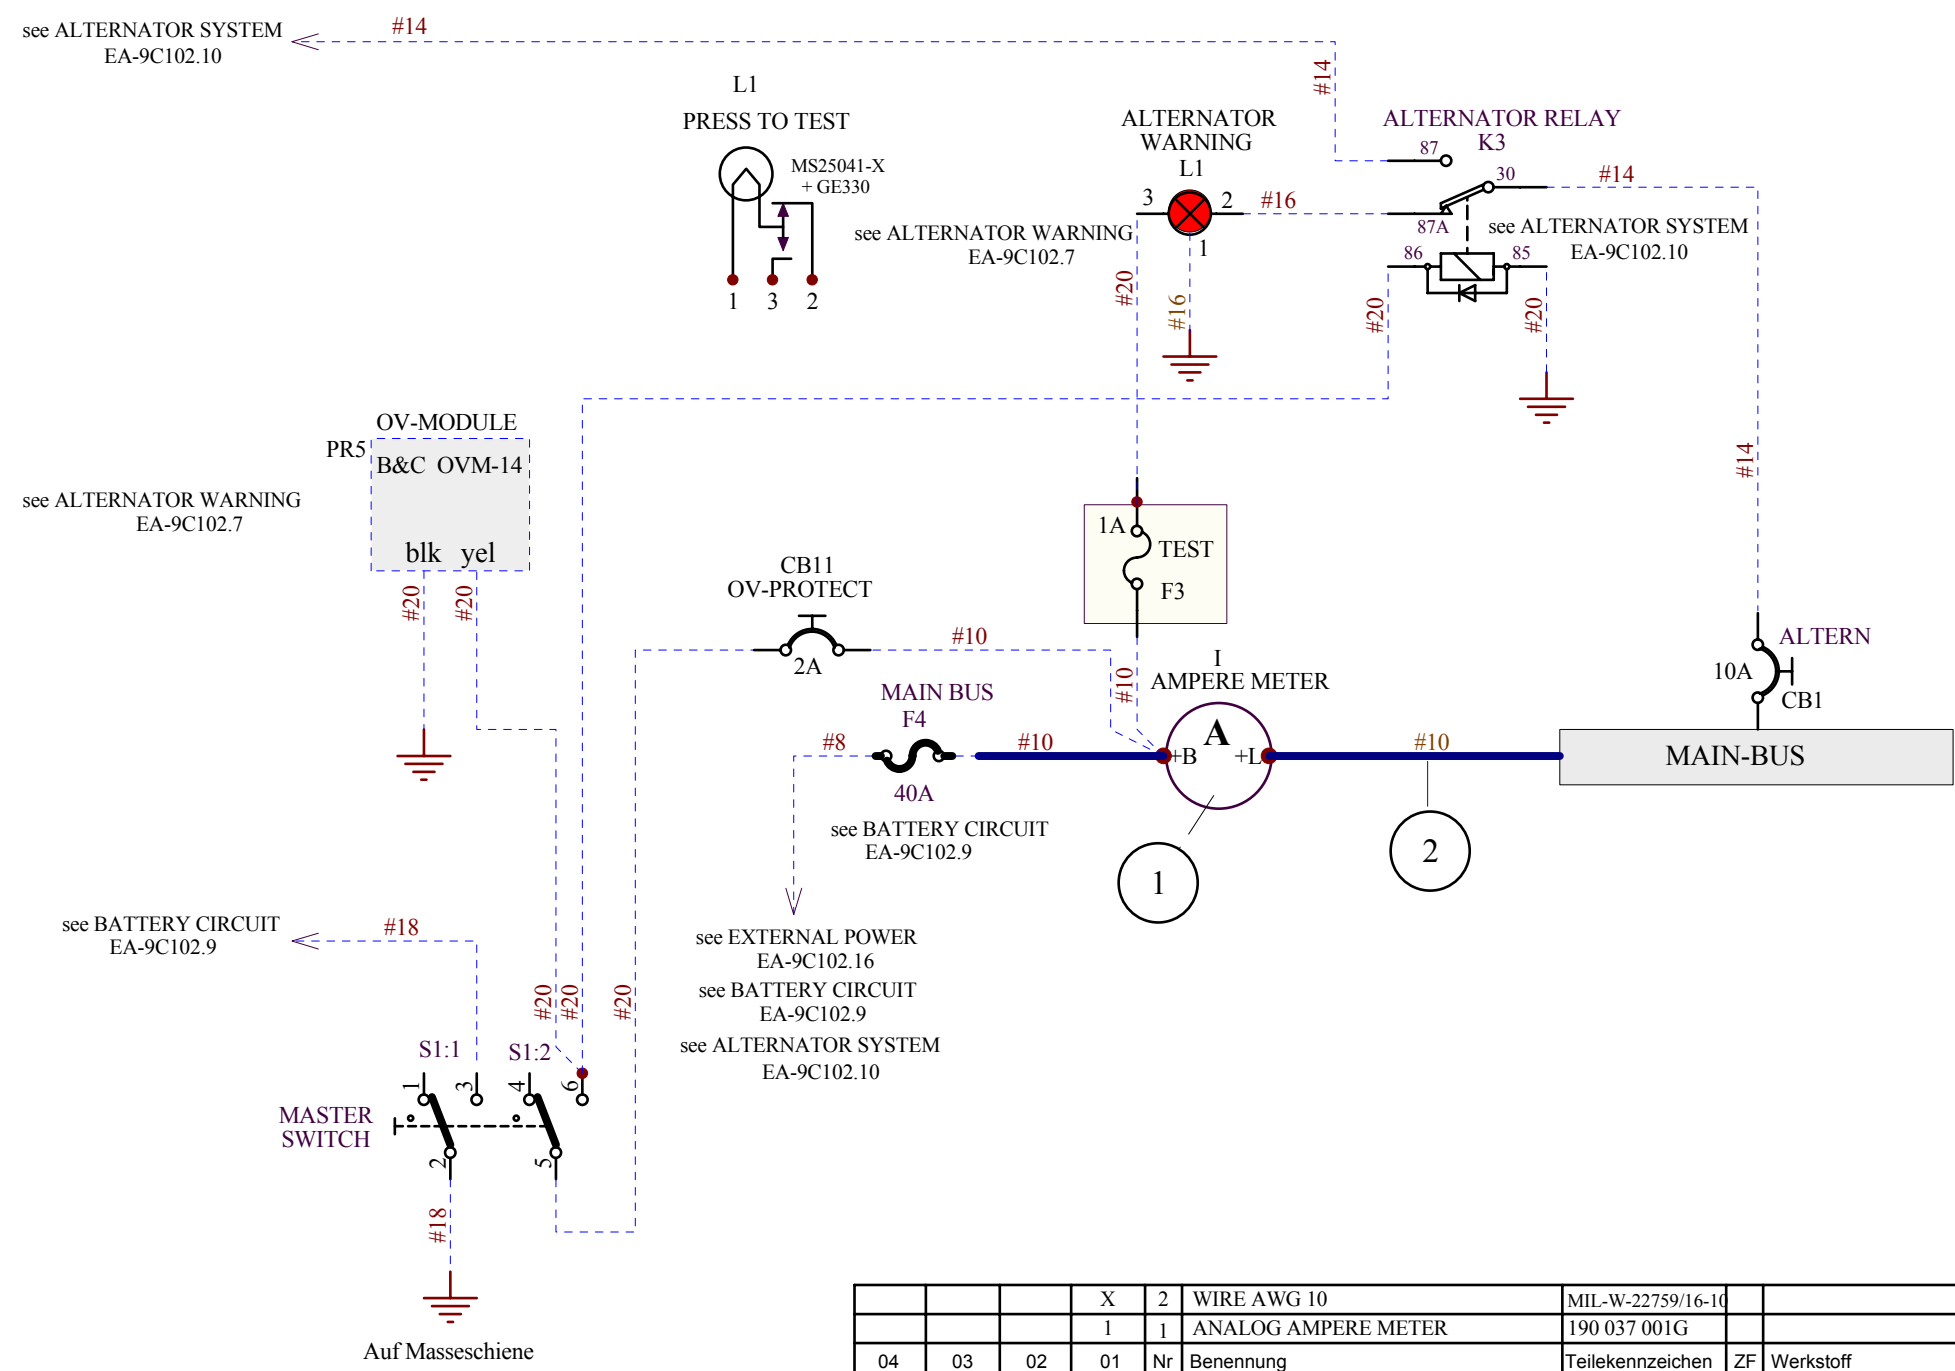 see ALTERNATOR SYSTEM
EA-9C102.10
#14
L1
PRESS TO TEST
MS25041-X
+ GE330
1 3 2
ALTERNATOR
WARNING
L1
3 2
1
#16
#16
#20
see ALTERNATOR WARNING
EA-9C102.7
#14
ALTERNATOR RELAY
K3
87
30
87A
#14
see ALTERNATOR SYSTEM
EA-9C102.10
86 85
#20
#20
#14
OV-MODULE
PR5
B&C OVM-14
see ALTERNATOR WARNING
EA-9C102.7
blk yel
#20
#20
CB11
OV-PROTECT
2A
#10
1A
TEST
F3
#10
I
AMPERE METER
A
+B +L
MAIN BUS
F4
#8
#10
40A
see BATTERY CIRCUIT
EA-9C102.9
#10
ALTERN
10A
CB1
MAIN-BUS
1
2
see BATTERY CIRCUIT
EA-9C102.9
#18
see EXTERNAL POWER
EA-9C102.16
see BATTERY CIRCUIT
EA-9C102.9
see ALTERNATOR SYSTEM
EA-9C102.10
#20
#20
#20
S1:1 S1:2
1 3 4 6
MASTER
SWITCH
2 5
#18
Auf Masseschiene
X 2 WIRE AWG 10 MIL-W-22759/16-10
1 1 ANALOG AMPERE METER 190 037 001G
04 03 02 01 Nr Benennung Teilekennzeichen ZF Werkstoff